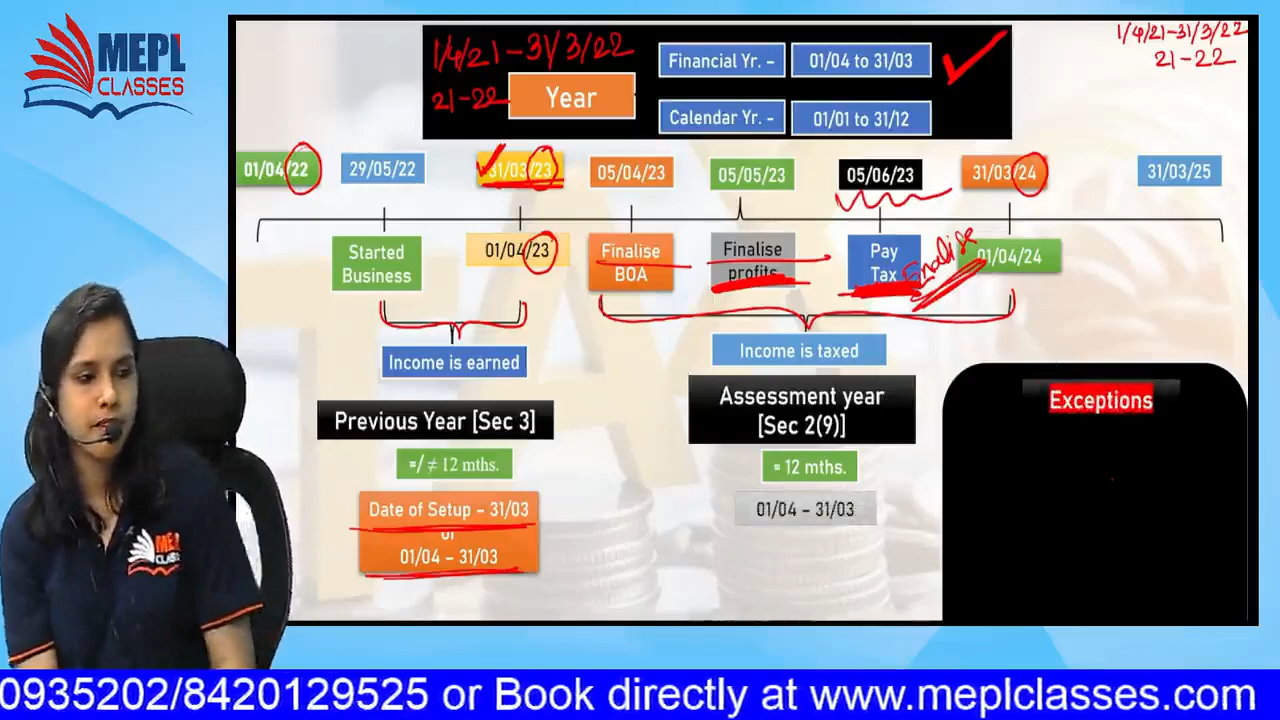 MEPL
CLASSES
1/4/21-31/3/22
21-22
Year
Financial Yr. -
01/04 to 31/03
Calendar Yr. -
01/01 to 31/12
1/4/21-31/3/22
21-22
01/04/22
29/05/22
31/03/23
05/04/23
05/05/23
05/06/23
31/03/24
31/03/25
Started
Business
01/04/23
Finalise
BOA
Finalise
profits
Pay
Tax
Finalise
01/04/24
Income is earned
Income is taxed
Previous Year [Sec 3]
=/ ≠ 12 mths.
Date of Setup - 31/03
or
01/04 - 31/03
Assessment year
[Sec 2(9)]
= 12 mths.
01/04 - 31/03
Exceptions
MEPL
CLASSES
0935202/8420129525 or Book directly at www.meplclasses.com